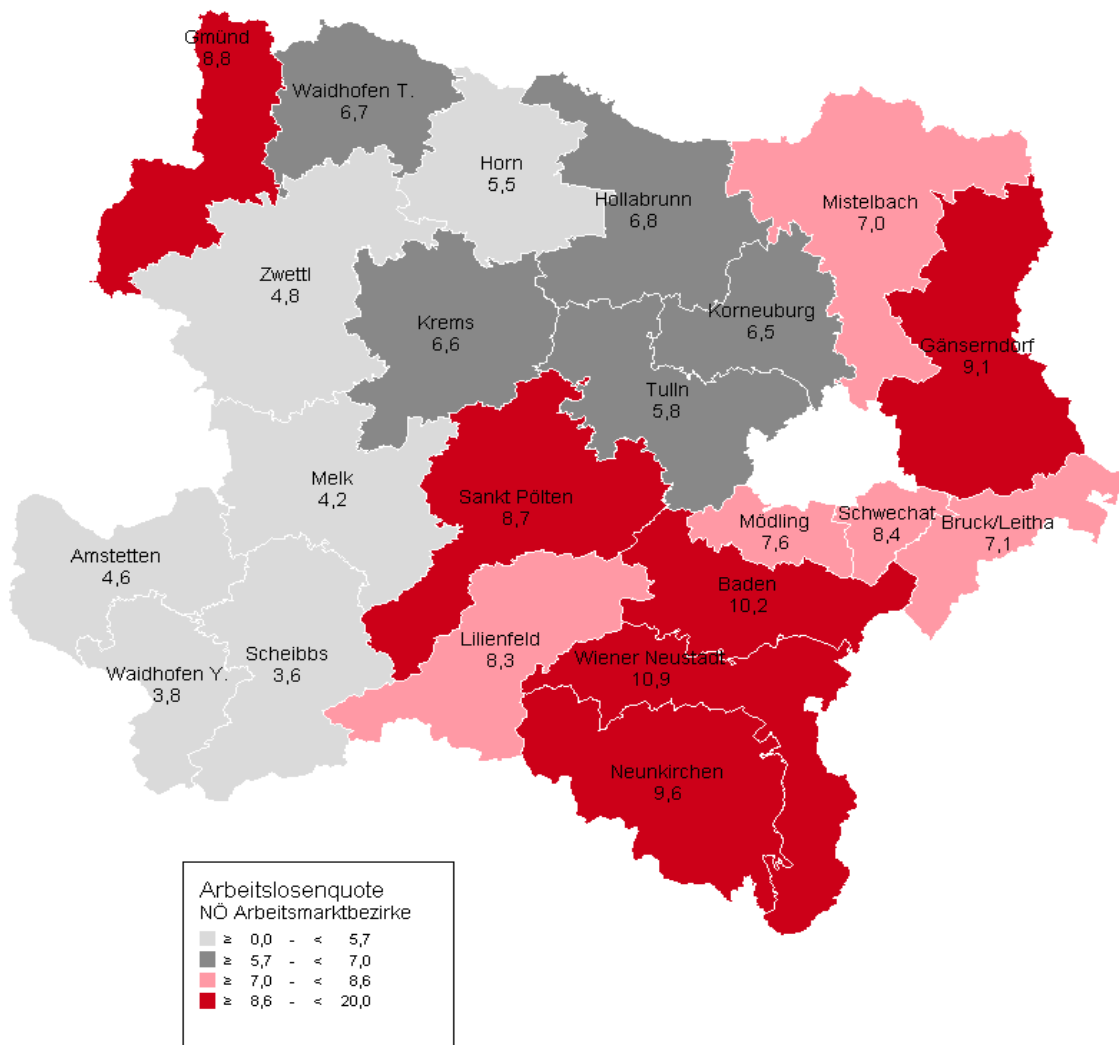 Gmünd
8,8
Waidhofen T.
6,7
Horn
5,5
Hollabrunn
6,8
Mistelbach
7,0
Zwettl
4,8
Krems
6,6
Korneuburg
6,5
Gänserndorf
9,1
Tulln
5,8
Melk
4,2
Sankt Pölten
8,7
Mödling
7,6
Schwechat
8,4
Bruck/Leitha
7,1
Amstetten
4,6
Baden
10,2
Waidhofen Y.
3,8
Scheibbs
3,6
Lilienfeld
8,3
Wiener Neustadt
10,9
Neunkirchen
9,6
Arbeitslosenquote
NÖ Arbeitsmarktbezirke
≥ 0,0 - < 5,7
≥ 5,7 - < 7,0
≥ 7,0 - < 8,6
≥ 8,6 - < 20,0